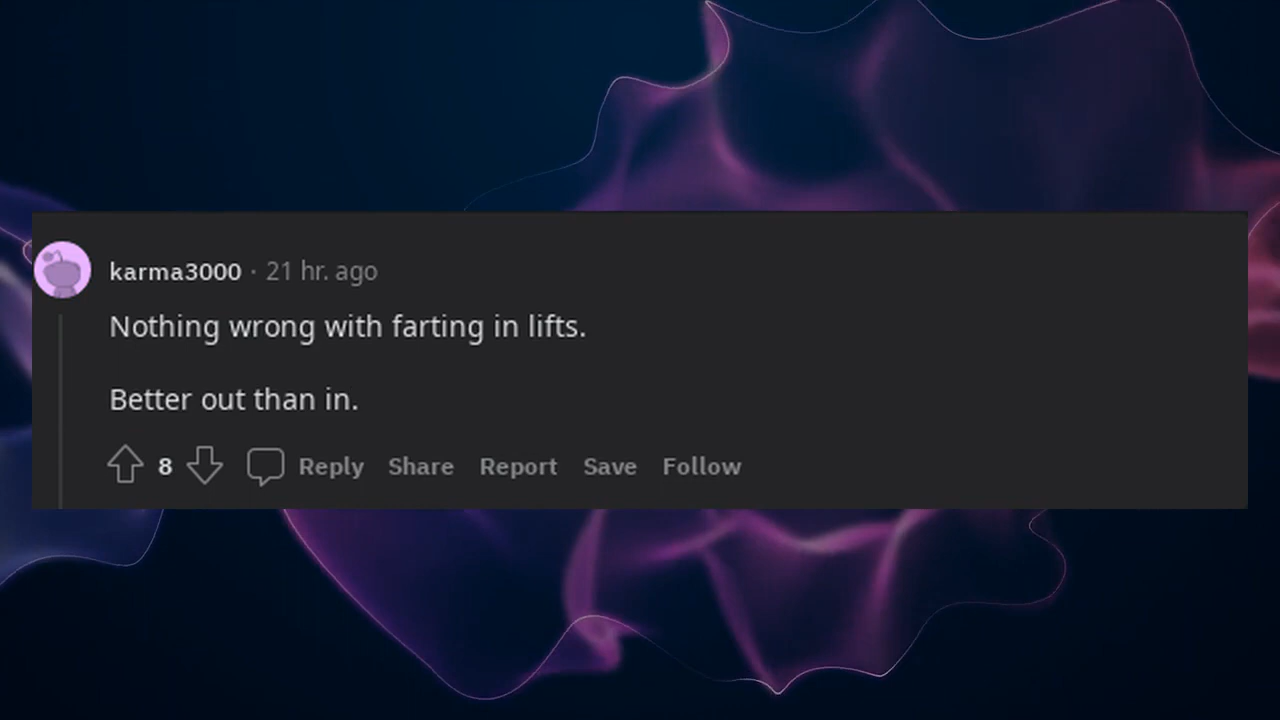 karma3000 · 21 hr. ago
Nothing wrong with farting in lifts.
Better out than in.
8 Reply Share Report Save Follow